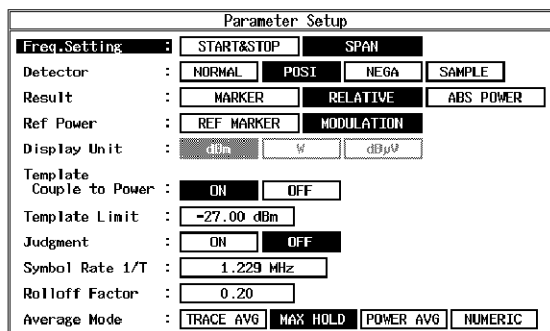 Parameter Setup
Freq.Setting : START&STOP SPAN
Detector : NORMAL POSI NEGA SAMPLE
Result : MARKER RELATIVE ABS POWER
Ref Power : REF MARKER MODULATION
Display Unit : dBm W dBµV
Template
Couple to Power : ON OFF
Template Limit : -27.00 dBm
Judgment : ON OFF
Symbol Rate 1/T : 1.229 MHz
Rolloff Factor : 0.20
Average Mode : TRACE AVG MAX HOLD POWER AVG NUMERIC